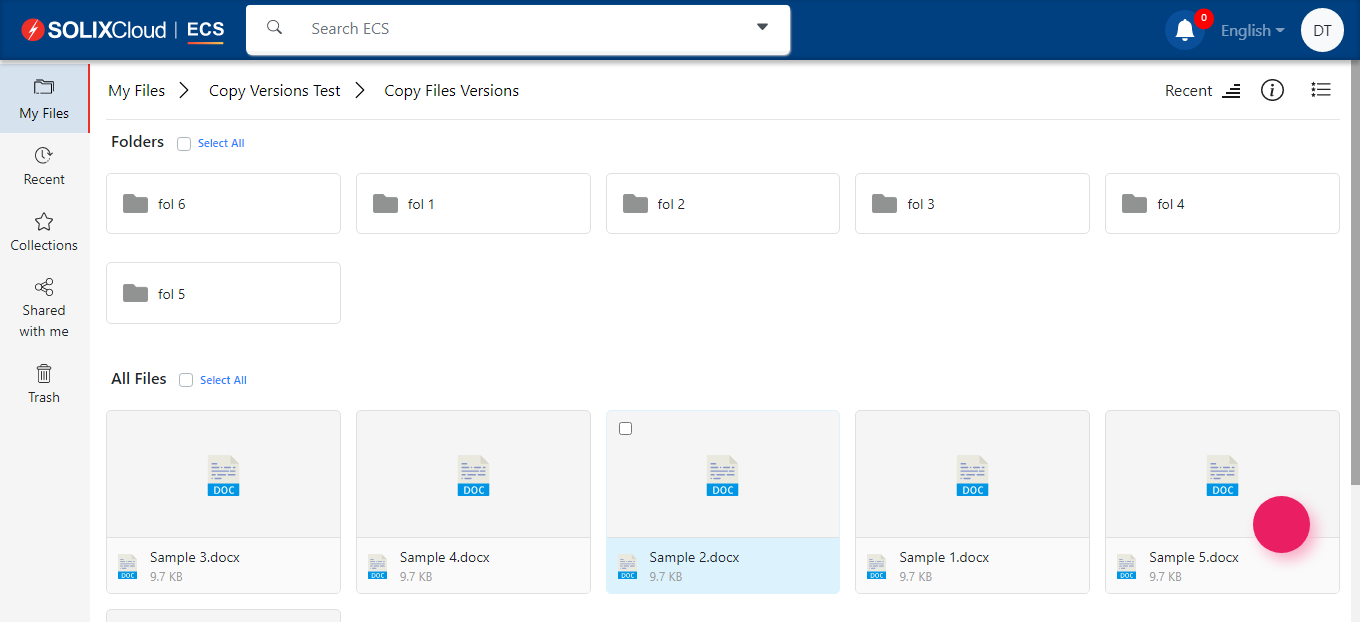 SOLIXCloud | ECS
Search ECS
0
English
DT
My Files
Recent
Collections
Shared
with me
Trash
My Files
Copy Versions Test
Copy Files Versions
Recent
i
Folders
Select All
fol 6
fol 1
fol 2
fol 3
fol 4
fol 5
All Files
Select All
DOC
DOC
DOC
DOC
DOC
DOC
Sample 3.docx
9.7 KB
DOC
Sample 4.docx
9.7 KB
DOC
Sample 2.docx
9.7 KB
DOC
Sample 1.docx
9.7 KB
DOC
Sample 5.docx
9.7 KB